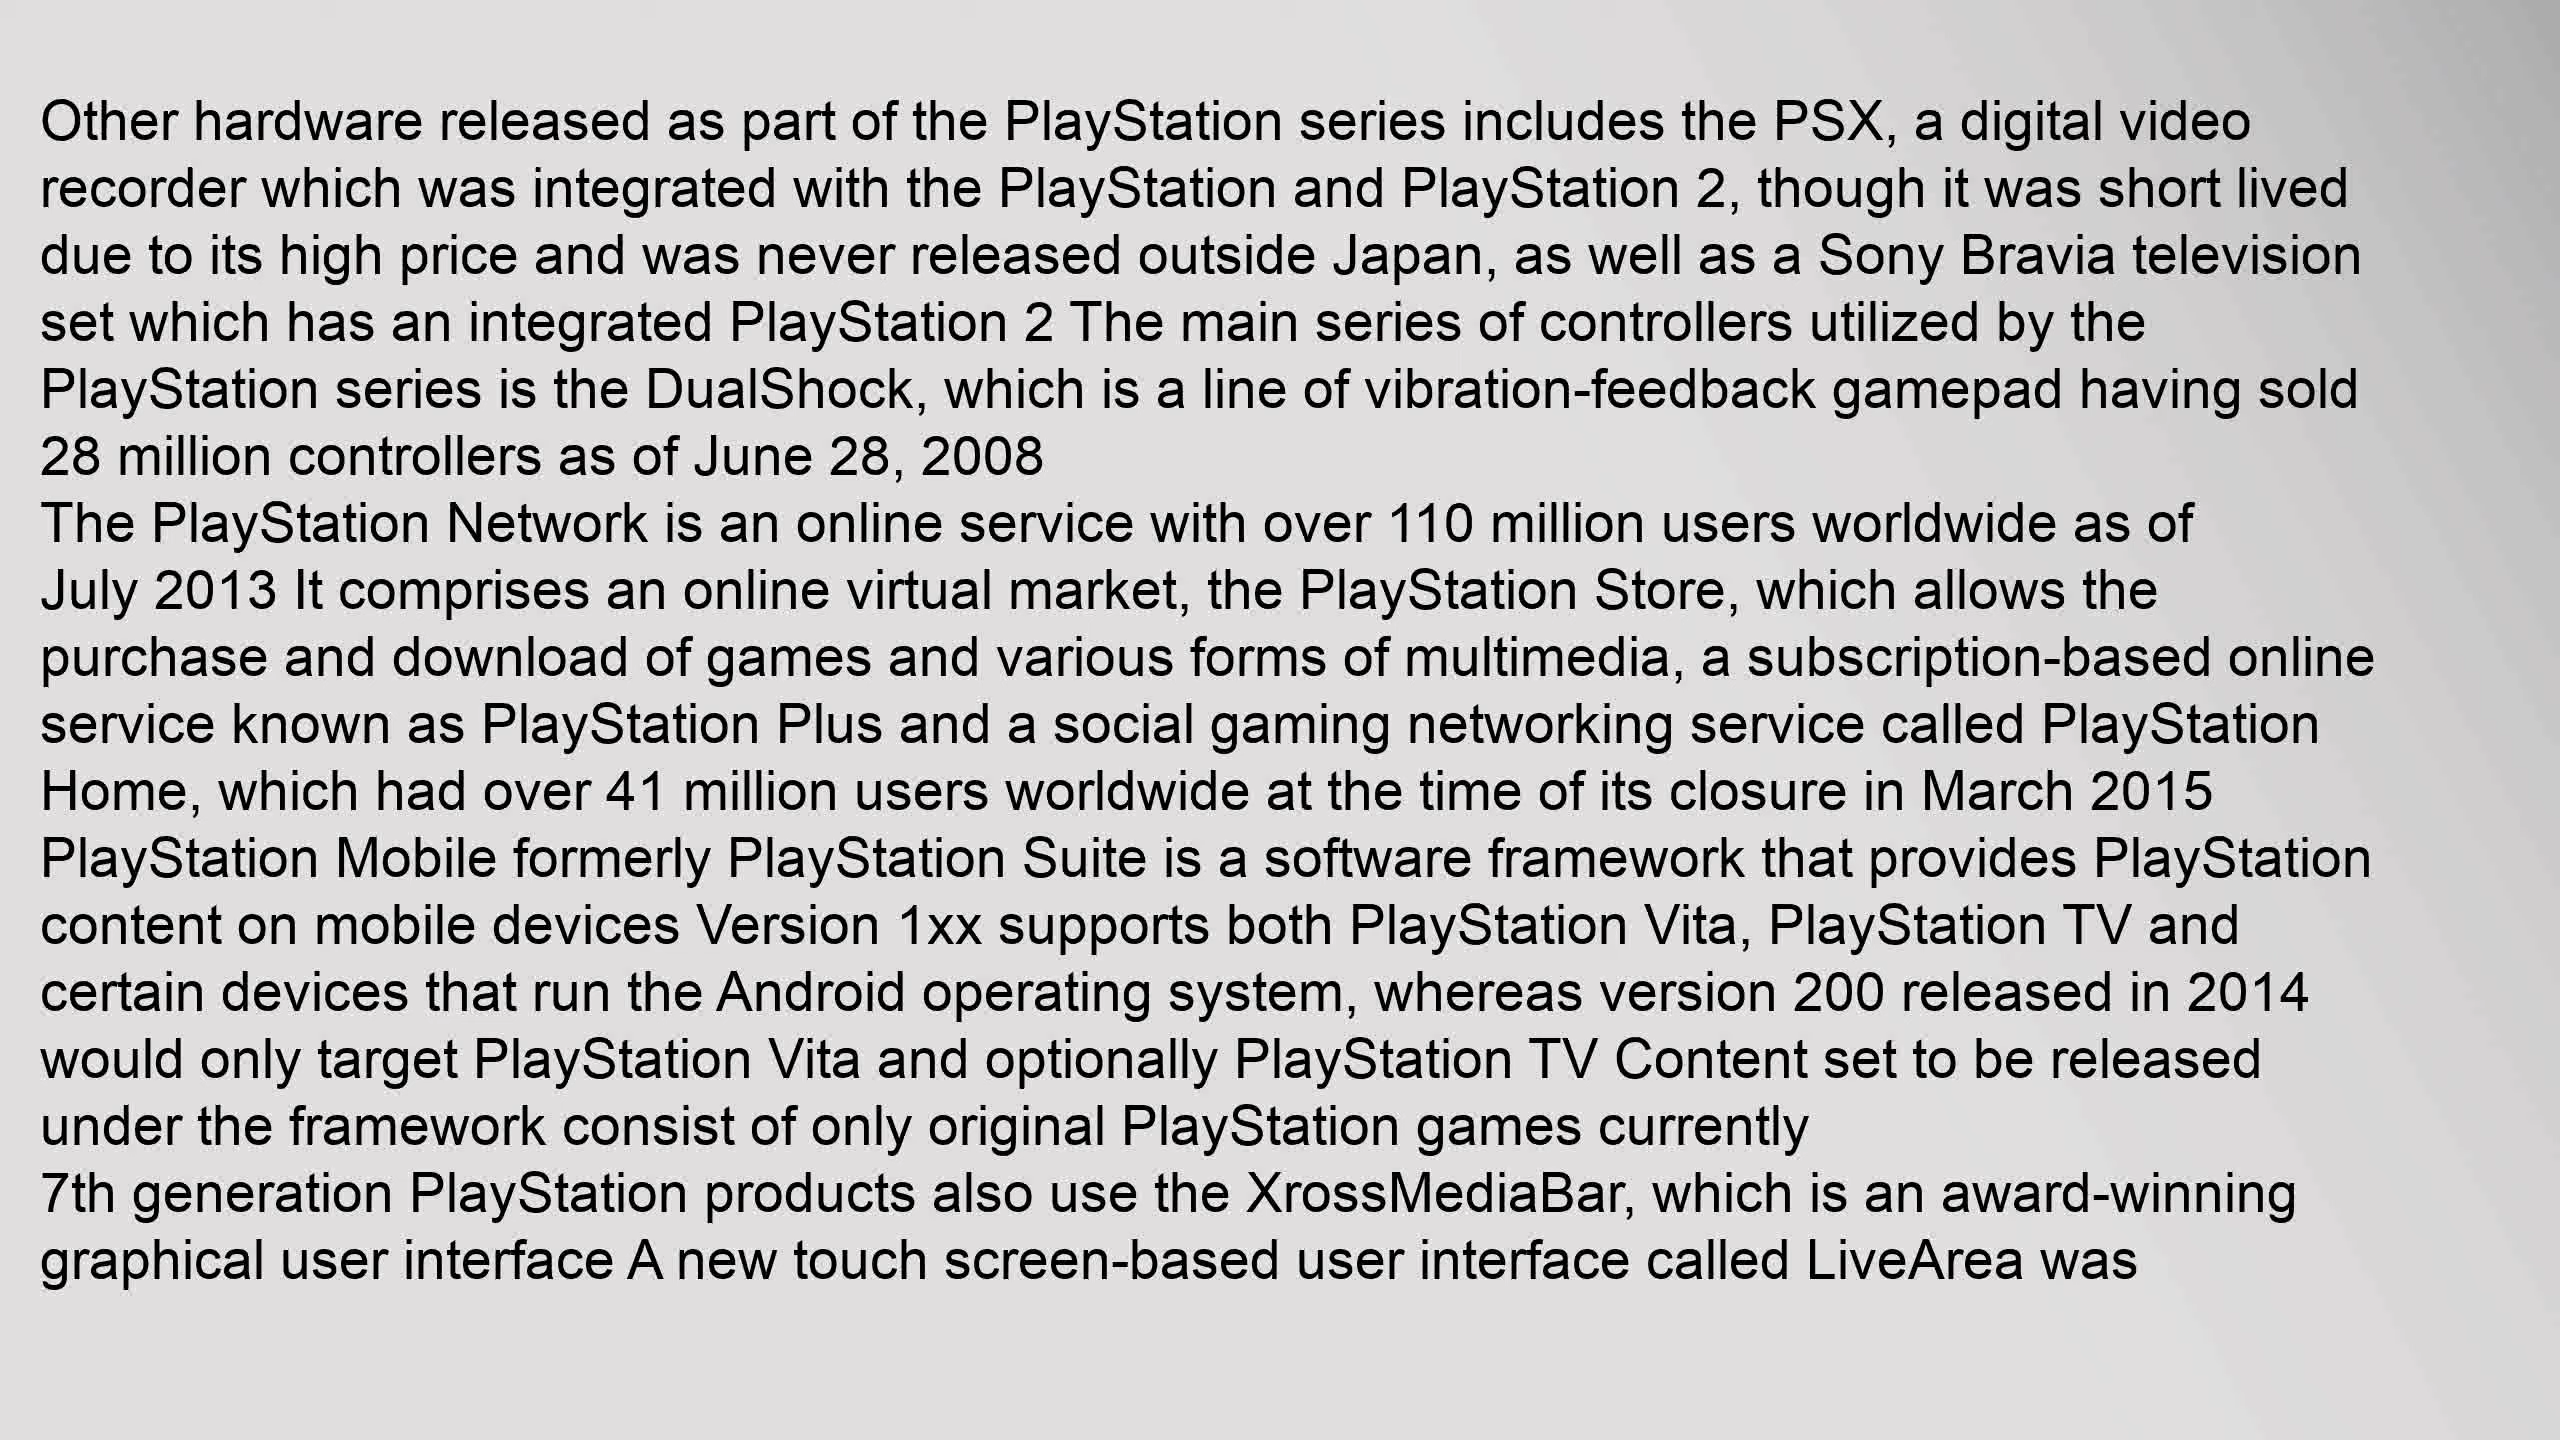 Other hardware released as part of the PlayStation series includes the PSX, a digital video
recorder which was integrated with the PlayStation and PlayStation 2, though it was short lived
due to its high price and was never released outside Japan, as well as a Sony Bravia television
set which has an integrated PlayStation 2 The main series of controllers utilized by the
PlayStation series is the DualShock, which is a line of vibration-feedback gamepad having sold
28 million controllers as of June 28, 2008
The PlayStation Network is an online service with over 110 million users worldwide as of
July 2013 It comprises an online virtual market, the PlayStation Store, which allows the
purchase and download of games and various forms of multimedia, a subscription-based online
service known as PlayStation Plus and a social gaming networking service called PlayStation
Home, which had over 41 million users worldwide at the time of its closure in March 2015
PlayStation Mobile formerly PlayStation Suite is a software framework that provides PlayStation
content on mobile devices Version 1xx supports both PlayStation Vita, PlayStation TV and
certain devices that run the Android operating system, whereas version 200 released in 2014
would only target PlayStation Vita and optionally PlayStation TV Content set to be released
under the framework consist of only original PlayStation games currently
7th generation PlayStation products also use the XrossMediaBar, which is an award-winning
graphical user interface A new touch screen-based user interface called LiveArea was